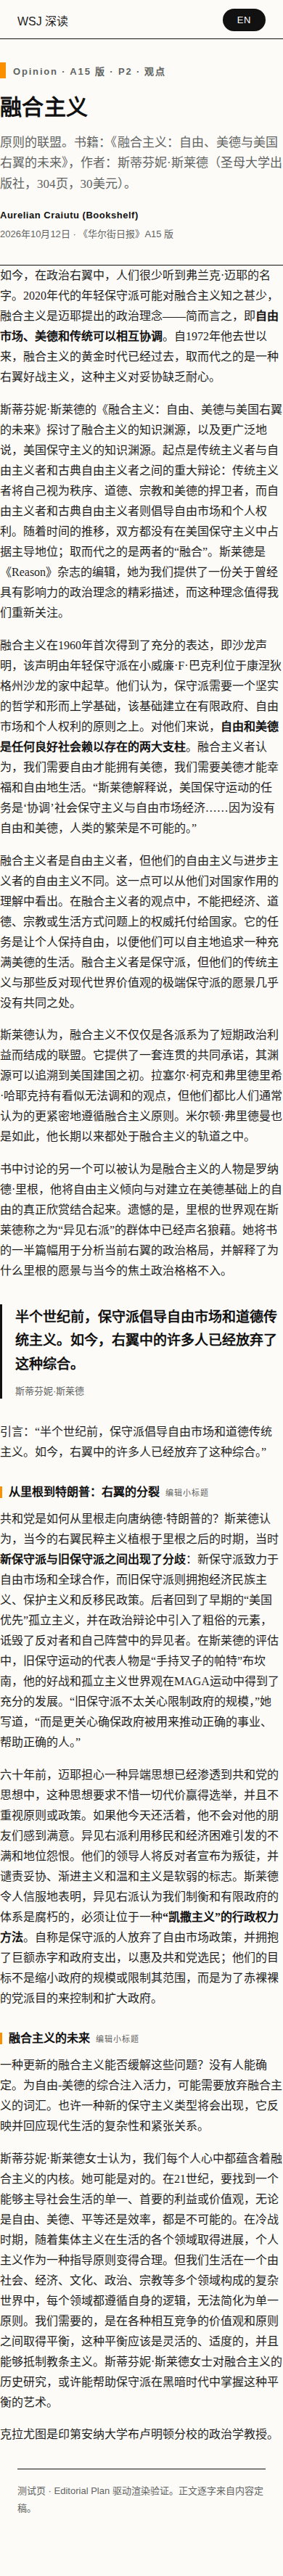 WSJ 深读
EN
Opinion · A15 版 · P2 · 观点
融合主义
原则的联盟。书籍：《融合主义：自由、美德与美国
右翼的未来》，作者：斯蒂芬妮·斯莱德（圣母大学出
版社，304页，30美元）。
Aurelian Craiutu (Bookshelf)
2026年10月12日 · 《华尔街日报》A15 版
如今，在政治右翼中，人们很少听到弗兰克·迈耶的名
字。2020年代的年轻保守派可能对融合主义知之甚少，
融合主义是迈耶提出的政治理念——简而言之，即自由
市场、美德和传统可以相互协调。自1972年他去世以
来，融合主义的黄金时代已经过去，取而代之的是一种
右翼好战主义，这种主义对妥协缺乏耐心。
斯蒂芬妮·斯莱德的《融合主义：自由、美德与美国右翼
的未来》探讨了融合主义的知识渊源，以及更广泛地
说，美国保守主义的知识渊源。起点是传统主义者与自
由主义者和古典自由主义者之间的重大辩论：传统主义
者将自己视为秩序、道德、宗教和美德的捍卫者，而自
由主义者和古典自由主义者则倡导自由市场和个人权
利。随着时间的推移，双方都没有在美国保守主义中占
据主导地位；取而代之的是两者的“融合”。斯莱德是
《Reason》杂志的编辑，她为我们提供了一份关于曾经
具有影响力的政治理念的精彩描述，而这种理念值得我
们重新关注。
融合主义在1960年首次得到了充分的表达，即沙龙声
明，该声明由年轻保守派在小威廉·F·巴克利位于康涅狄
格州沙龙的家中起草。他们认为，保守派需要一个坚实
的哲学和形而上学基础，该基础建立在有限政府、自由
市场和个人权利的原则之上。对他们来说，自由和美德
是任何良好社会赖以存在的两大支柱。融合主义者认
为，我们需要自由才能拥有美德，我们需要美德才能幸
福和自由地生活。“斯莱德解释说，美国保守运动的任
务是‘协调’社会保守主义与自由市场经济……因为没有
自由和美德，人类的繁荣是不可能的。”
融合主义者是自由主义者，但他们的自由主义与进步主
义者的自由主义不同。这一点可以从他们对国家作用的
理解中看出。在融合主义者的观点中，不能把经济、道
德、宗教或生活方式问题上的权威托付给国家。它的任
务是让个人保持自由，以便他们可以自主地追求一种充
满美德的生活。融合主义者是保守派，但他们的传统主
义与那些反对现代世界价值观的极端保守派的愿景几乎
没有共同之处。
斯莱德认为，融合主义不仅仅是各派系为了短期政治利
益而结成的联盟。它提供了一套连贯的共同承诺，其渊
源可以追溯到美国建国之初。拉塞尔·柯克和弗里德里希
·哈耶克持有看似无法调和的观点，但他们都比人们通常
认为的更紧密地遵循融合主义原则。米尔顿·弗里德曼也
是如此，他长期以来都处于融合主义的轨道之中。
书中讨论的另一个可以被认为是融合主义的人物是罗纳
德·里根，他将自由主义倾向与对建立在美德基础上的自
由的真正欣赏结合起来。遗憾的是，里根的世界观在斯
莱德称之为“异见右派”的群体中已经声名狼藉。她将书
的一半篇幅用于分析当前右翼的政治格局，并解释了为
什么里根的愿景与当今的焦土政治格格不入。
半个世纪前，保守派倡导自由市场和道德传
统主义。如今，右翼中的许多人已经放弃了
这种综合。
斯蒂芬妮·斯莱德
引言：“半个世纪前，保守派倡导自由市场和道德传统
主义。如今，右翼中的许多人已经放弃了这种综合。”
从里根到特朗普：右翼的分裂 编辑小标题
共和党是如何从里根走向唐纳德·特朗普的？斯莱德认
为，当今的右翼民粹主义植根于里根之后的时期，当时
新保守派与旧保守派之间出现了分歧：新保守派致力于
自由市场和全球合作，而旧保守派则拥抱经济民族主
义、保护主义和反移民政策。后者回到了早期的“美国
优先”孤立主义，并在政治辩论中引入了粗俗的元素，
诋毁了反对者和自己阵营中的异见者。在斯莱德的评估
中，旧保守运动的代表人物是“手持叉子的帕特”布坎
南，他的好战和孤立主义世界观在MAGA运动中得到了
充分的发展。“旧保守派不太关心限制政府的规模，”她
写道，“而是更关心确保政府被用来推动正确的事业、
帮助正确的人。”
六十年前，迈耶担心一种异端思想已经渗透到共和党的
思想中，这种思想要求不惜一切代价赢得选举，并且不
重视原则或政策。如果他今天还活着，他不会对他的朋
友们感到满意。异见右派利用移民和经济困难引发的不
满和地位怨恨。他们的领导人将反对者宣布为叛徒，并
谴责妥协、渐进主义和温和主义是软弱的标志。斯莱德
令人信服地表明，异见右派认为我们制衡和有限政府的
体系是腐朽的，必须让位于一种“凯撒主义”的行政权力
方法。自称是保守派的人放弃了自由市场政策，并拥抱
了巨额赤字和政府支出，以惠及共和党选民；他们的目
标不是缩小政府的规模或限制其范围，而是为了赤裸裸
的党派目的来控制和扩大政府。
融合主义的未来 编辑小标题
一种更新的融合主义能否缓解这些问题？没有人能确
定。为自由-美德的综合注入活力，可能需要放弃融合主
义的词汇。也许一种新的保守主义类型将会出现，它反
映并回应现代生活的复杂性和紧张关系。
斯蒂芬妮·斯莱德女士认为，我们每个人心中都蕴含着融
合主义的内核。她可能是对的。在21世纪，要找到一个
能够主导社会生活的单一、首要的利益或价值观，无论
是自由、美德、平等还是效率，都是不可能的。在冷战
时期，随着集体主义在生活的各个领域取得进展，个人
主义作为一种指导原则变得合理。但我们生活在一个由
社会、经济、文化、政治、宗教等多个领域构成的复杂
世界中，每个领域都遵循自身的逻辑，无法简化为单一
原则。我们需要的，是在各种相互竞争的价值观和原则
之间取得平衡，这种平衡应该是灵活的、适度的，并且
能够抵制教条主义。斯蒂芬妮·斯莱德女士对融合主义的
历史研究，或许能帮助保守派在黑暗时代中掌握这种平
衡的艺术。
克拉尤图是印第安纳大学布卢明顿分校的政治学教授。
测试页 · Editorial Plan 驱动渲染验证。正文逐字来自内容定
稿。